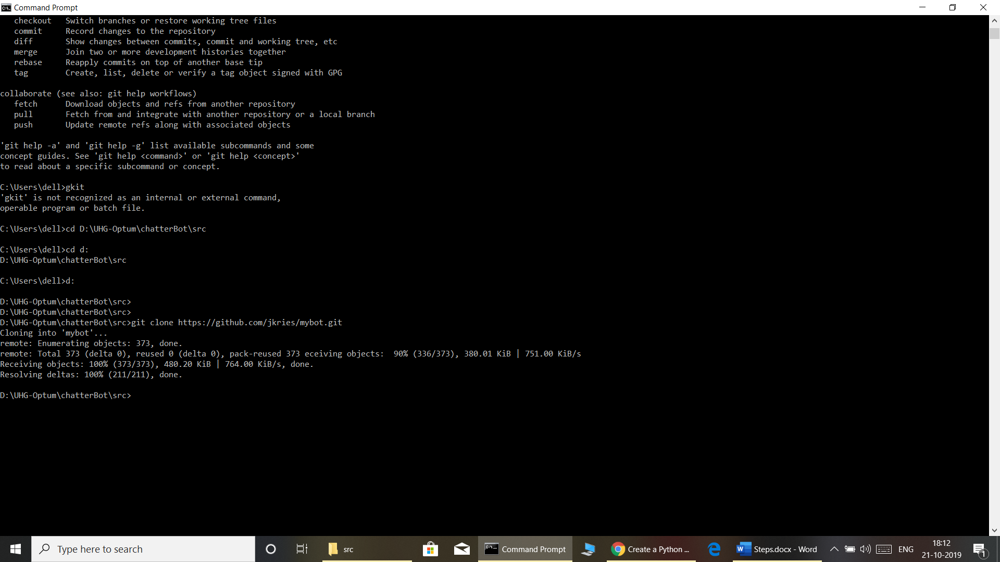 Command Prompt
checkout   Switch branches or restore working tree files
commit     Record changes to the repository
diff       Show changes between commits, commit and working tree, etc
merge      Join two or more development histories together
rebase     Reapply commits on top of another base tip
tag        Create, list, delete or verify a tag object signed with GPG
collaborate (see also: git help workflows)
fetch      Download objects and refs from another repository
pull       Fetch from and integrate with another repository or a local branch
push       Update remote refs along with associated objects
'git help -a' and 'git help -g' list available subcommands and some
concept guides. See 'git help <command>' or 'git help <concept>'
to read about a specific subcommand or concept.
C:\Users\dell>gkit
'gkit' is not recognized as an internal or external command,
operable program or batch file.
C:\Users\dell>cd D:\UHG-Optum\chatterBot\src
C:\Users\dell>cd d:
D:\UHG-Optum\chatterBot\src
C:\Users\dell>d:
D:\UHG-Optum\chatterBot\src>
D:\UHG-Optum\chatterBot\src>
D:\UHG-Optum\chatterBot\src>git clone https://github.com/jkries/mybot.git
Cloning into 'mybot'...
remote: Enumerating objects: 373, done.
remote: Total 373 (delta 0), reused 0 (delta 0), pack-reused 373 eceiving objects:  90% (336/373), 380.01 KiB | 751.00 KiB/s
Receiving objects: 100% (373/373), 480.20 KiB | 764.00 KiB/s, done.
Resolving deltas: 100% (211/211), done.
D:\UHG-Optum\chatterBot\src>
Type here to search
src
Command Prompt
Create a Python ...
Steps.docx - Word
ENG
18:12
21-10-2019
1